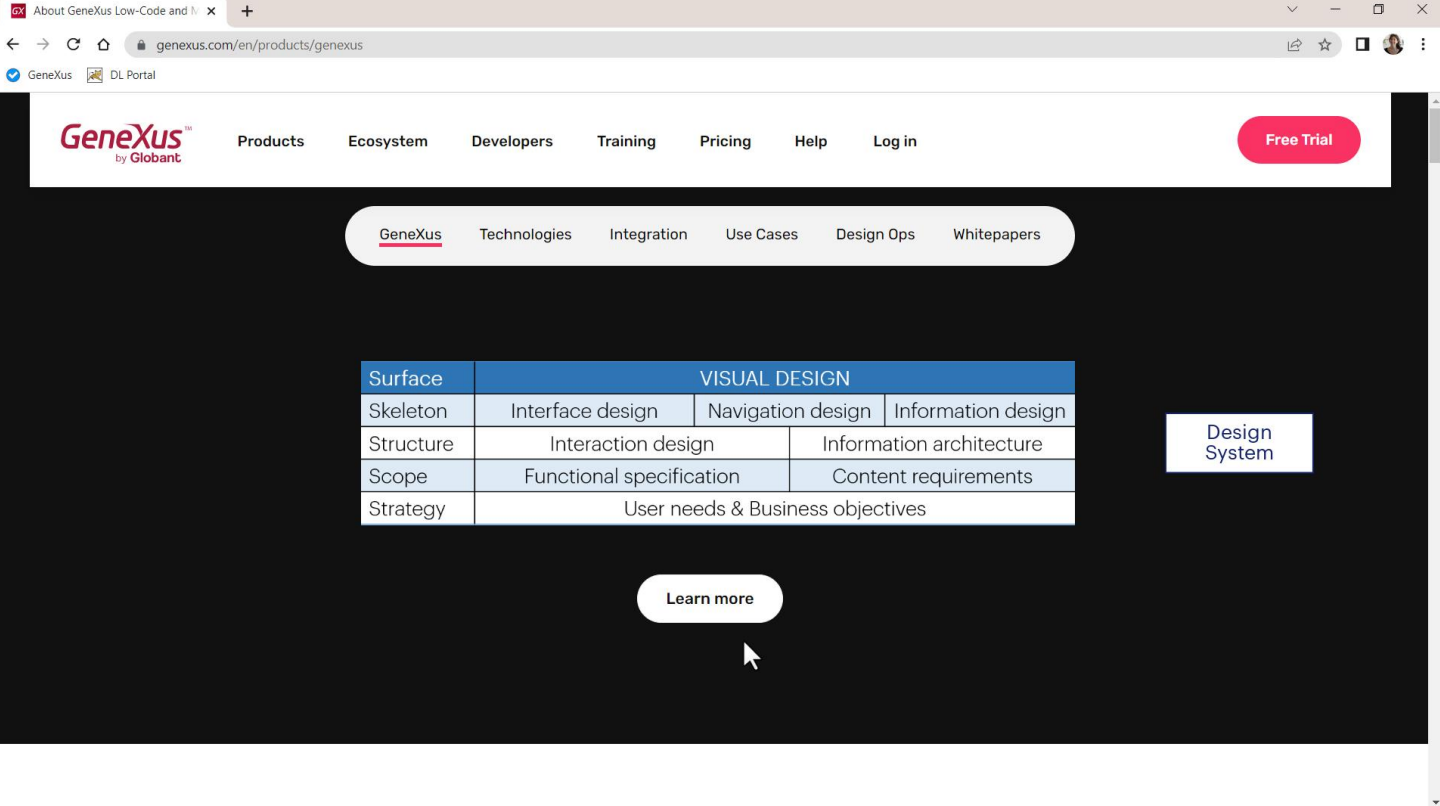 GX About GeneXus Low-Code and
genexus.com/en/products/genexus
GeneXus DL Portal
GeneXus™ Products Ecosystem Developers Training Pricing Help Log in Free Trial
by Globant
GeneXus Technologies Integration Use Cases Design Ops Whitepapers
Surface VISUAL DESIGN
Skeleton Interface design Navigation design Information design
Structure Interaction design Information architecture
Scope Functional specification Content requirements
Strategy User needs & Business objectives
Design
System
Learn more